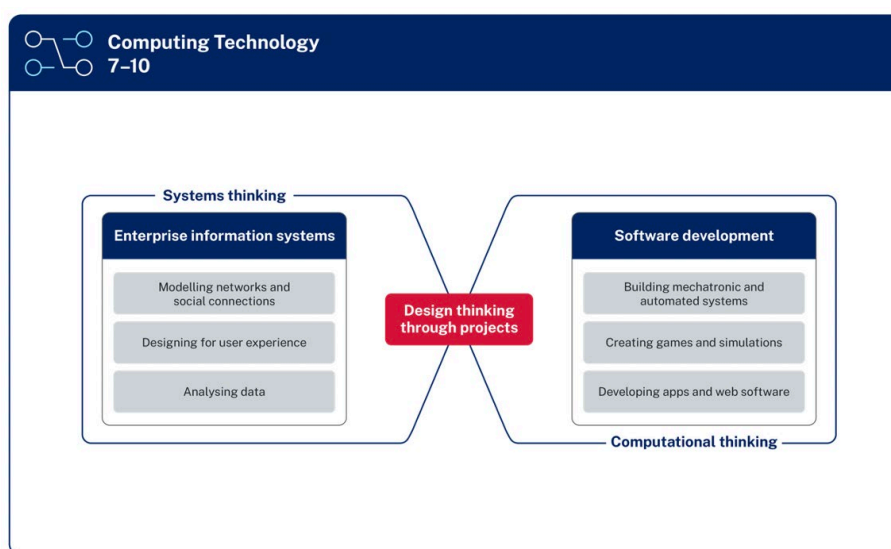 Computing Technology
7–10
Systems thinking
Enterprise information systems
Modelling networks and
social connections
Designing for user experience
Analysing data
Design thinking
through projects
Software development
Building mechatronic and
automated systems
Creating games and simulations
Developing apps and web software
Computational thinking